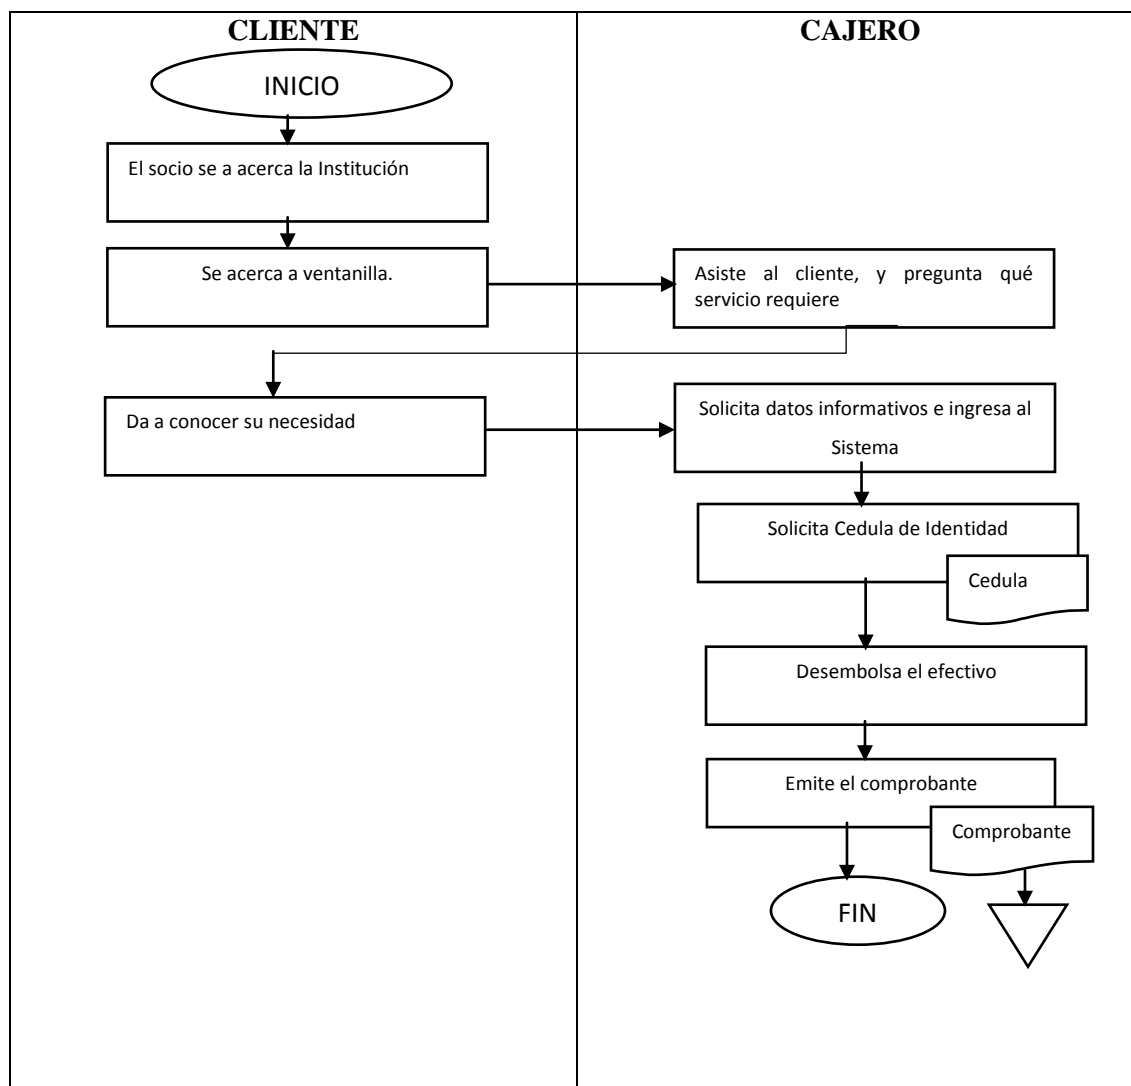 CLIENTE
CAJERO
INICIO
El socio se a acerca la Institución
Se acerca a ventanilla.
Asiste al cliente, y pregunta qué
servicio requiere
Da a conocer su necesidad
Solicita datos informativos e ingresa al
Sistema
Solicita Cedula de Identidad
Cedula
Desembolsa el efectivo
Emite el comprobante
Comprobante
FIN